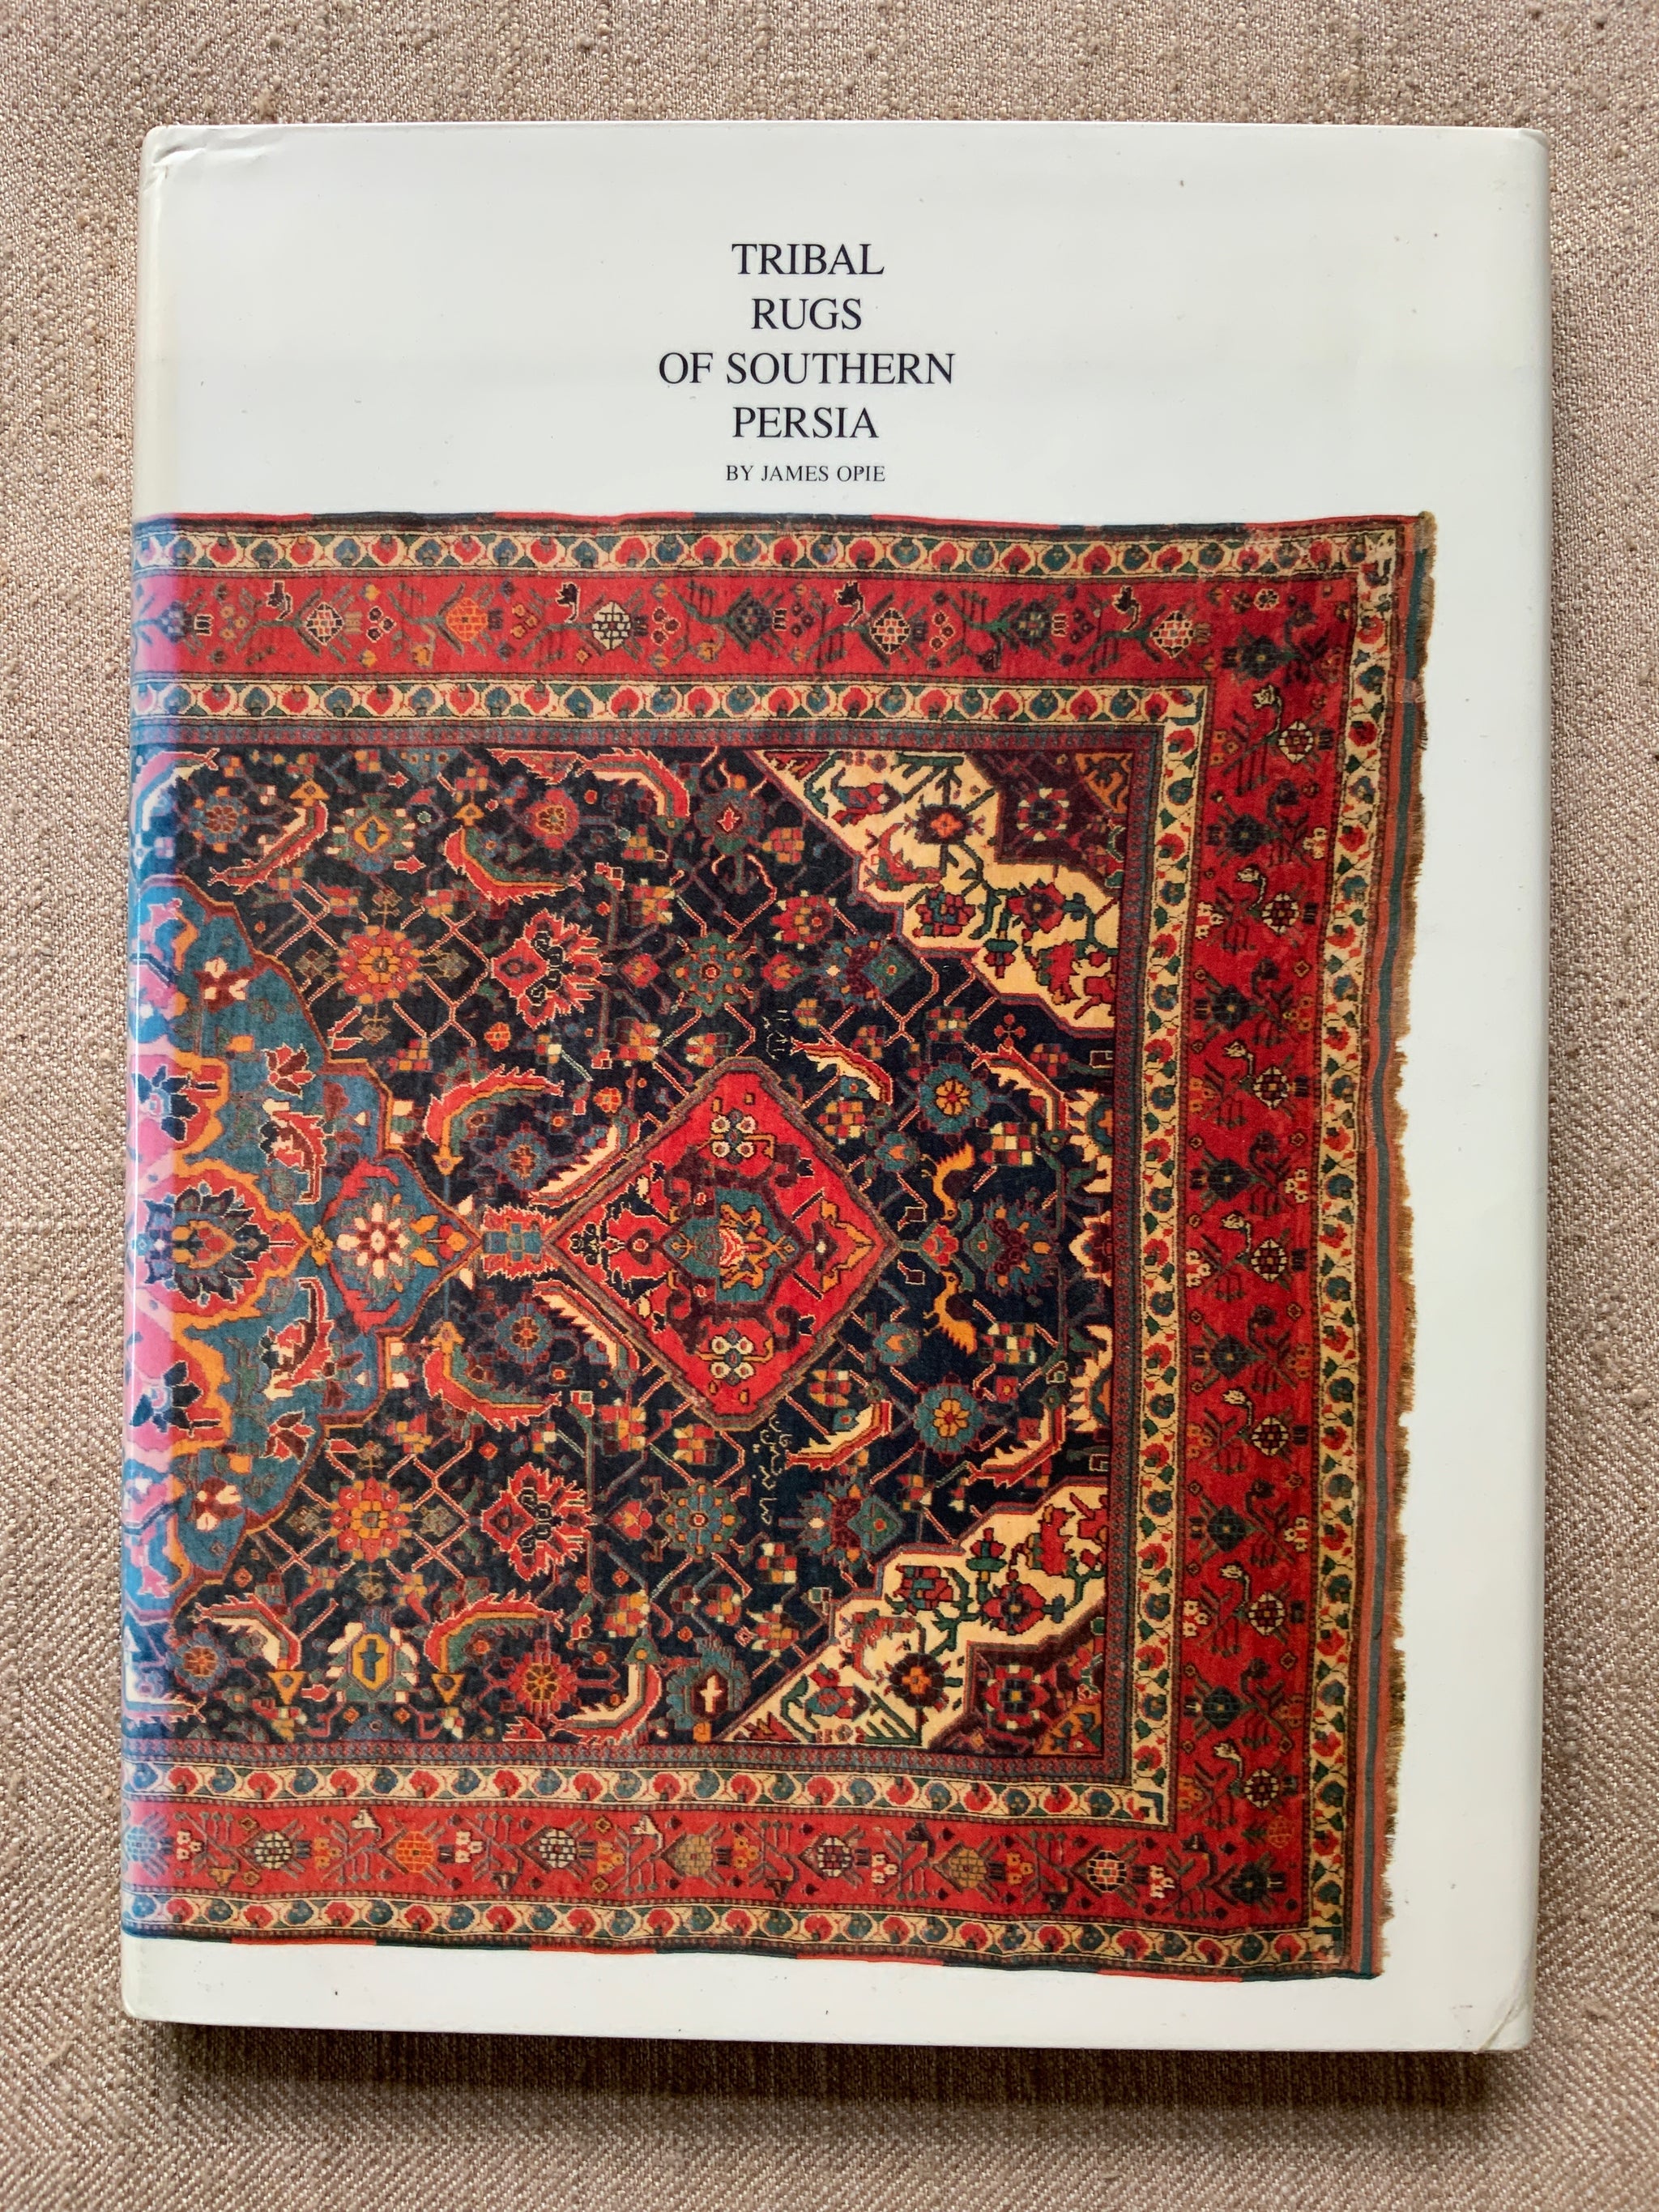 TRIBAL
RUGS
OF SOUTHERN
PERSIA
BY JAMES OPIE